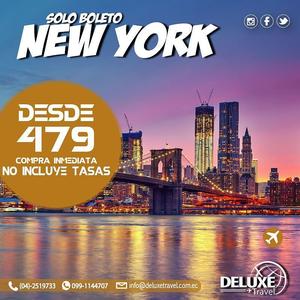 SOLO BOLETO
NEW YORK
DESDE
479
COMPRA INMEDIATA
NO INCLUYE TASAS
(04)-2519733
099-1144707
info@deluxetravel.com.ec
DELUXE
Travel